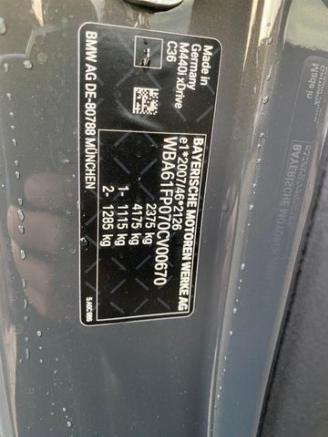 BAYERISCHE MOTOREN WERKE AG
e1*2007/46*2126
WBA61FP070CV00670
2375 kg
4175 kg
1- 1115 kg
2- 1285 kg
Made in
Germany
M440i xDrive
C36
BMW AG DE-80788 MÜNCHEN